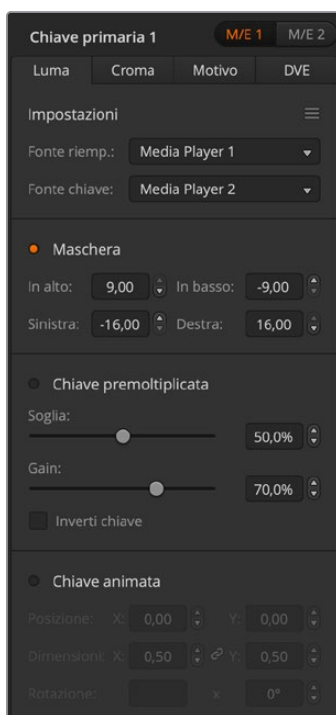 Chiave primaria 1 M/E 1 M/E 2
Luma Croma Motivo DVE
Impostazioni
Fonte riemp.: Media Player 1
Fonte chiave: Media Player 2
Maschera
In alto: 9,00 In basso: -9,00
Sinistra: -16,00 Destra: 16,00
Chiave premoltiplicata
Soglia:
50,0%
Gain:
70,0%
Inverti chiave
Chiave animata
Posizione: X: 0,00 Y: 0,00
Dimensioni: X: 0,50 Y: 0,50
Rotazione: x 0°